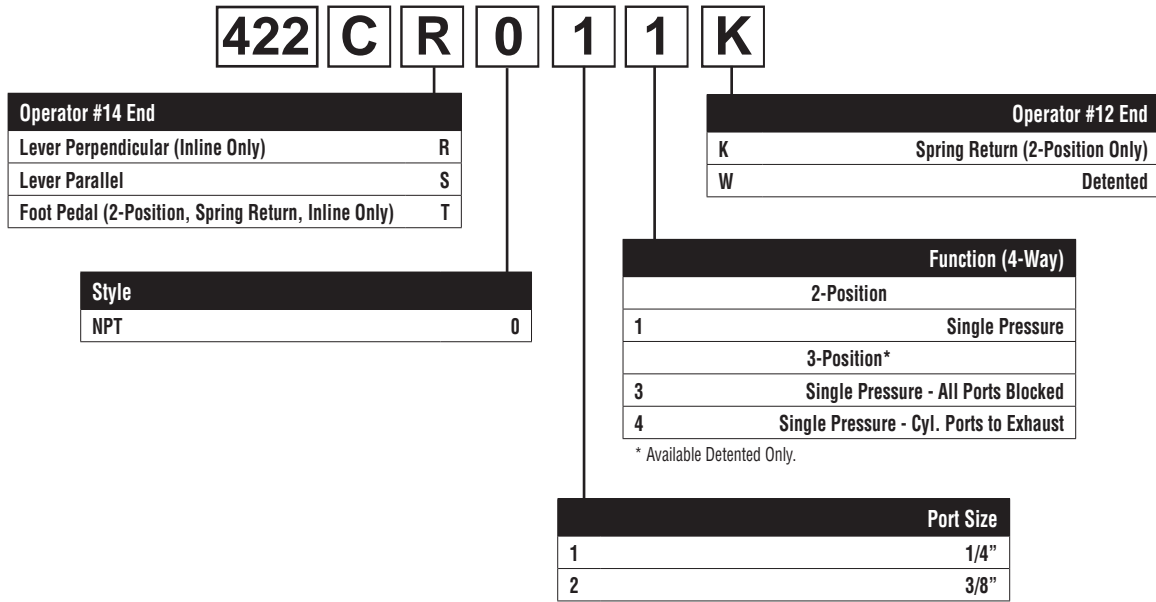 422 C R 0 1 1 K
Operator #14 End
Lever Perpendicular (Inline Only) R
Lever Parallel S
Foot Pedal (2-Position, Spring Return, Inline Only) T
Operator #12 End
K Spring Return (2-Position Only)
W Detented
Style
NPT 0
Function (4-Way)
2-Position
1 Single Pressure
3-Position*
3 Single Pressure - All Ports Blocked
4 Single Pressure - Cyl. Ports to Exhaust
* Available Detented Only.
Port Size
1 1/4”
2 3/8”